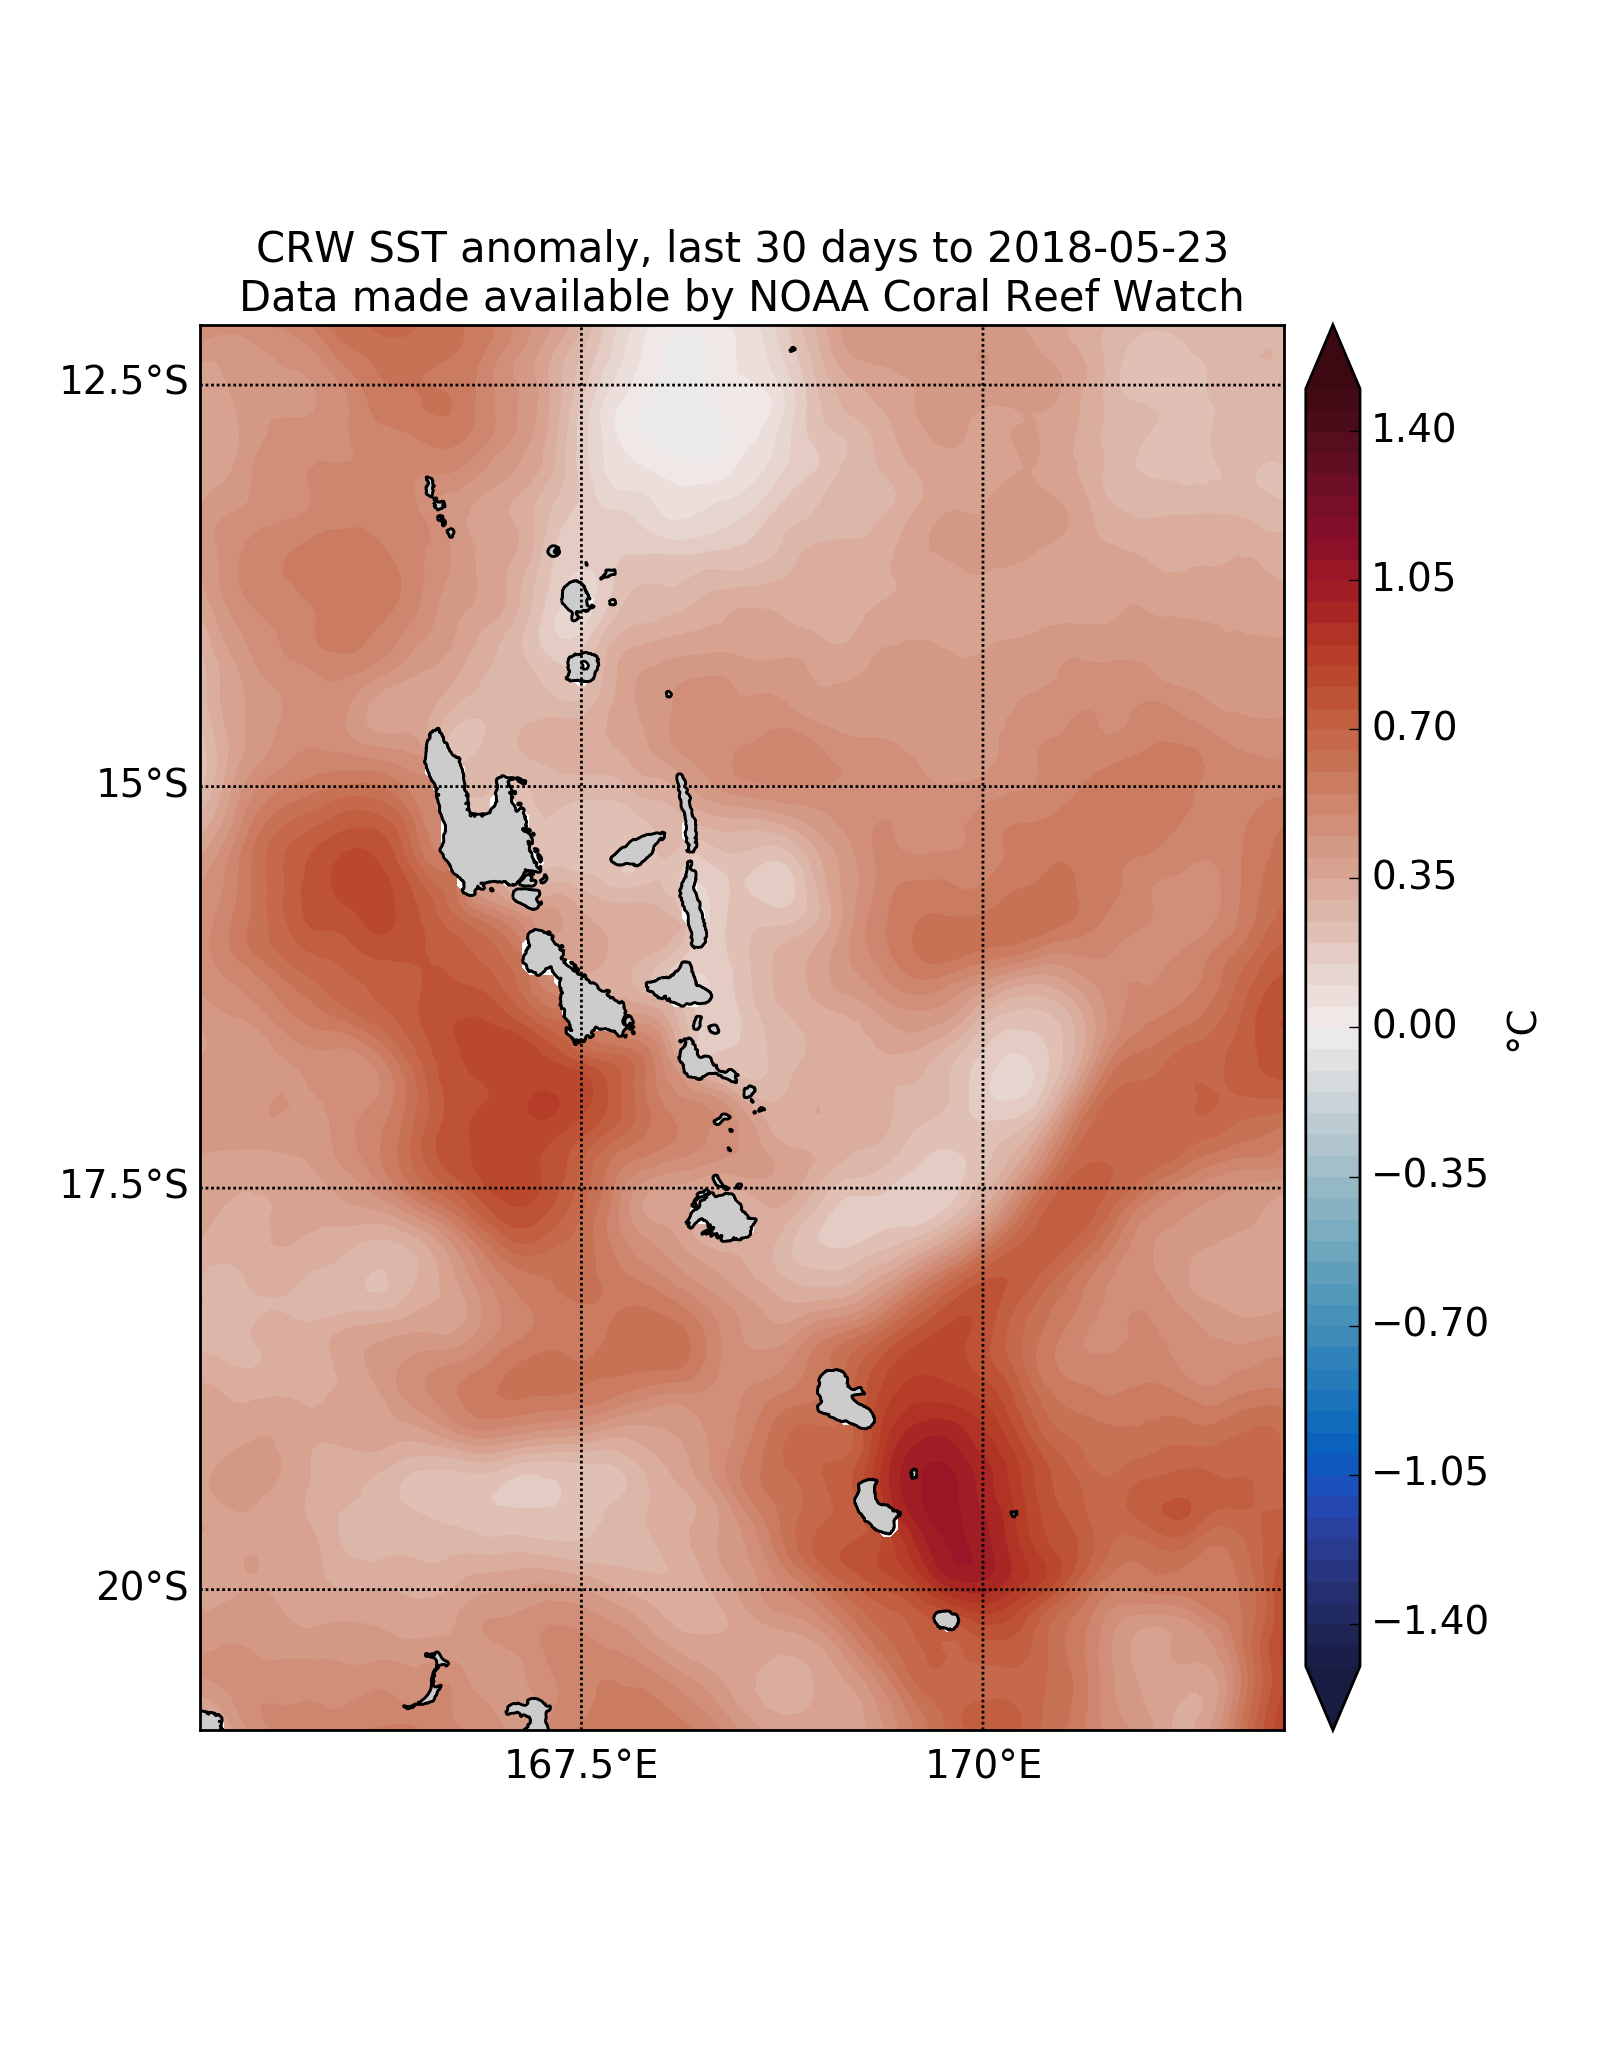 CRW SST anomaly, last 30 days to 2018-05-23
Data made available by NOAA Coral Reef Watch
12.5°S
15°S
17.5°S
20°S
167.5°E
170°E
1.40
1.05
0.70
0.35
0.00
−0.35
−0.70
−1.05
−1.40
°C